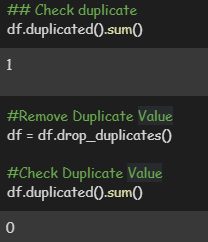 ## Check duplicate
df.duplicated().sum()
1
#Remove Duplicate Value
df = df.drop_duplicates()
#Check Duplicate Value
df.duplicated().sum()
0